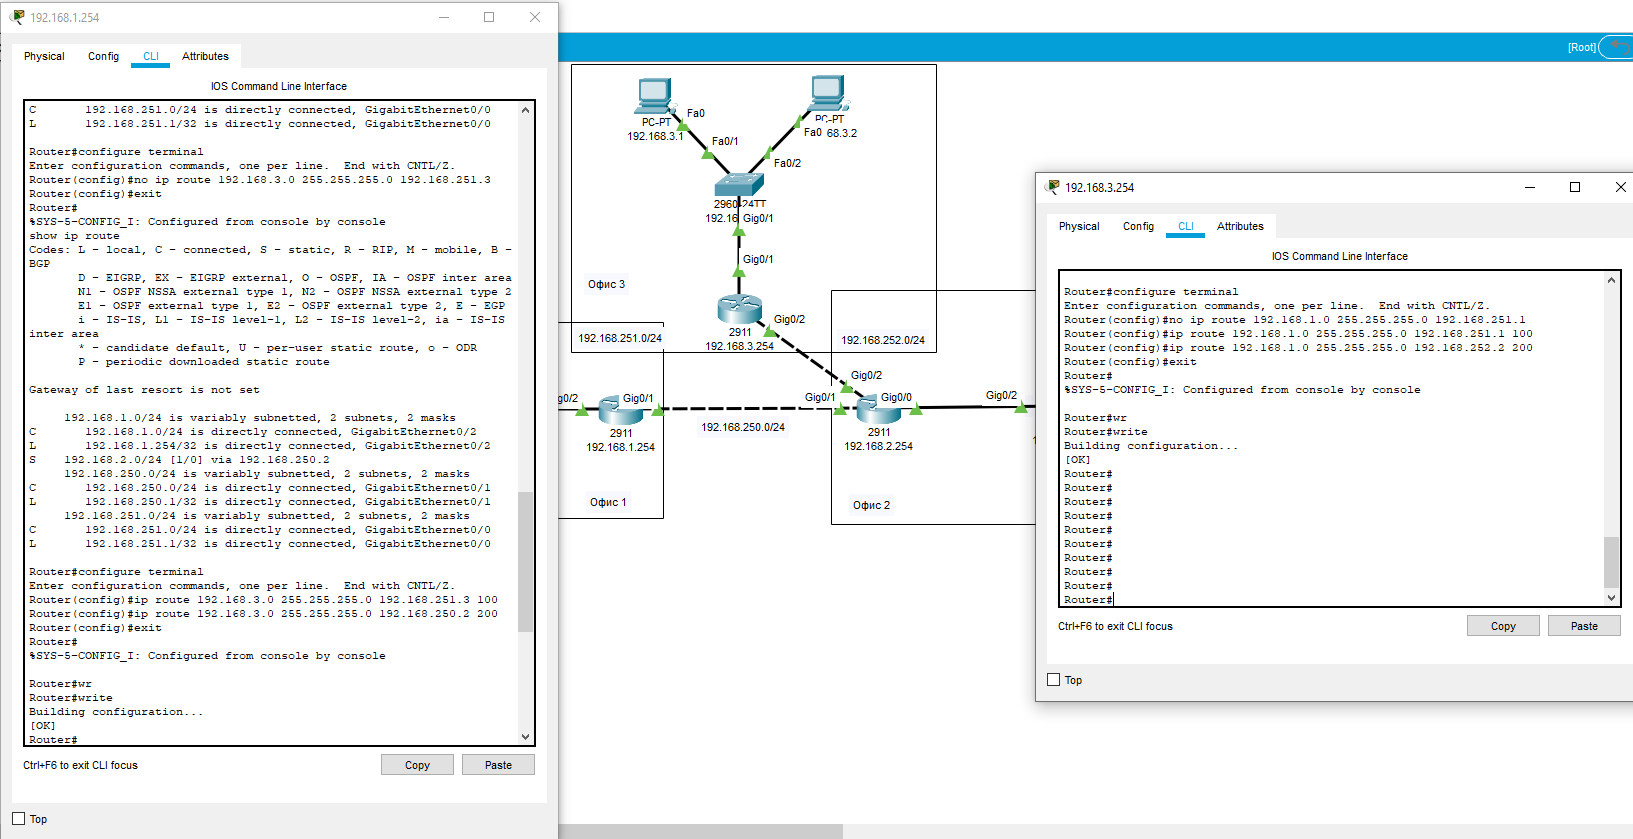 192.168.1.254
Physical Config CLI Attributes
IOS Command Line Interface
C       192.168.251.0/24 is directly connected, GigabitEthernet0/0
L       192.168.251.1/32 is directly connected, GigabitEthernet0/0
Router#configure terminal
Enter configuration commands, one per line.  End with CNTL/Z.
Router(config)#no ip route 192.168.3.0 255.255.255.0 192.168.251.3
Router(config)#exit
Router#
%SYS-5-CONFIG_I: Configured from console by console
show ip route
Codes: L - local, C - connected, S - static, R - RIP, M - mobile, B -
BGP
       D - EIGRP, EX - EIGRP external, O - OSPF, IA - OSPF inter area
       N1 - OSPF NSSA external type 1, N2 - OSPF NSSA external type 2
       E1 - OSPF external type 1, E2 - OSPF external type 2, E - EGP
       i - IS-IS, L1 - IS-IS level-1, L2 - IS-IS level-2, ia - IS-IS
inter area
       * - candidate default, U - per-user static route, o - ODR
       P - periodic downloaded static route
Gateway of last resort is not set
     192.168.1.0/24 is variably subnetted, 2 subnets, 2 masks
C       192.168.1.0/24 is directly connected, GigabitEthernet0/2
L       192.168.1.254/32 is directly connected, GigabitEthernet0/2
S    192.168.2.0/24 [1/0] via 192.168.250.2
     192.168.250.0/24 is variably subnetted, 2 subnets, 2 masks
C       192.168.250.0/24 is directly connected, GigabitEthernet0/1
L       192.168.250.1/32 is directly connected, GigabitEthernet0/1
     192.168.251.0/24 is variably subnetted, 2 subnets, 2 masks
C       192.168.251.0/24 is directly connected, GigabitEthernet0/0
L       192.168.251.1/32 is directly connected, GigabitEthernet0/0
Router#configure terminal
Enter configuration commands, one per line.  End with CNTL/Z.
Router(config)#ip route 192.168.3.0 255.255.255.0 192.168.251.3 100
Router(config)#ip route 192.168.3.0 255.255.255.0 192.168.250.2 200
Router(config)#exit
Router#
%SYS-5-CONFIG_I: Configured from console by console
Router#wr
Router#write
Building configuration...
[OK]
Router#
Ctrl+F6 to exit CLI focus
Copy
Paste
Top
[Root]
PC-PT
192.168.3.1
Fa0
Fa0/1
PC-PT
Fa0 68.3.2
Fa0/2
2960-24TT
192.16
Gig0/1
Gig0/1
Офис 3
2911
192.168.3.254
Gig0/2
192.168.251.0/24
192.168.252.0/24
Gig0/2
g0/2
Gig0/1
2911
192.168.1.254
192.168.250.0/24
Gig0/1
Gig0/0
2911
192.168.2.254
Gig0/2
Офис 1
Офис 2
192.168.3.254
Physical Config CLI Attributes
IOS Command Line Interface
Router#configure terminal
Enter configuration commands, one per line.  End with CNTL/Z.
Router(config)#no ip route 192.168.1.0 255.255.255.0 192.168.251.1
Router(config)#ip route 192.168.1.0 255.255.255.0 192.168.251.1 100
Router(config)#ip route 192.168.1.0 255.255.255.0 192.168.252.2 200
Router(config)#exit
Router#
%SYS-5-CONFIG_I: Configured from console by console
Router#wr
Router#write
Building configuration...
[OK]
Router#
Router#
Router#
Router#
Router#
Router#
Router#
Router#
Router#
Router#
Ctrl+F6 to exit CLI focus
Copy
Paste
Top